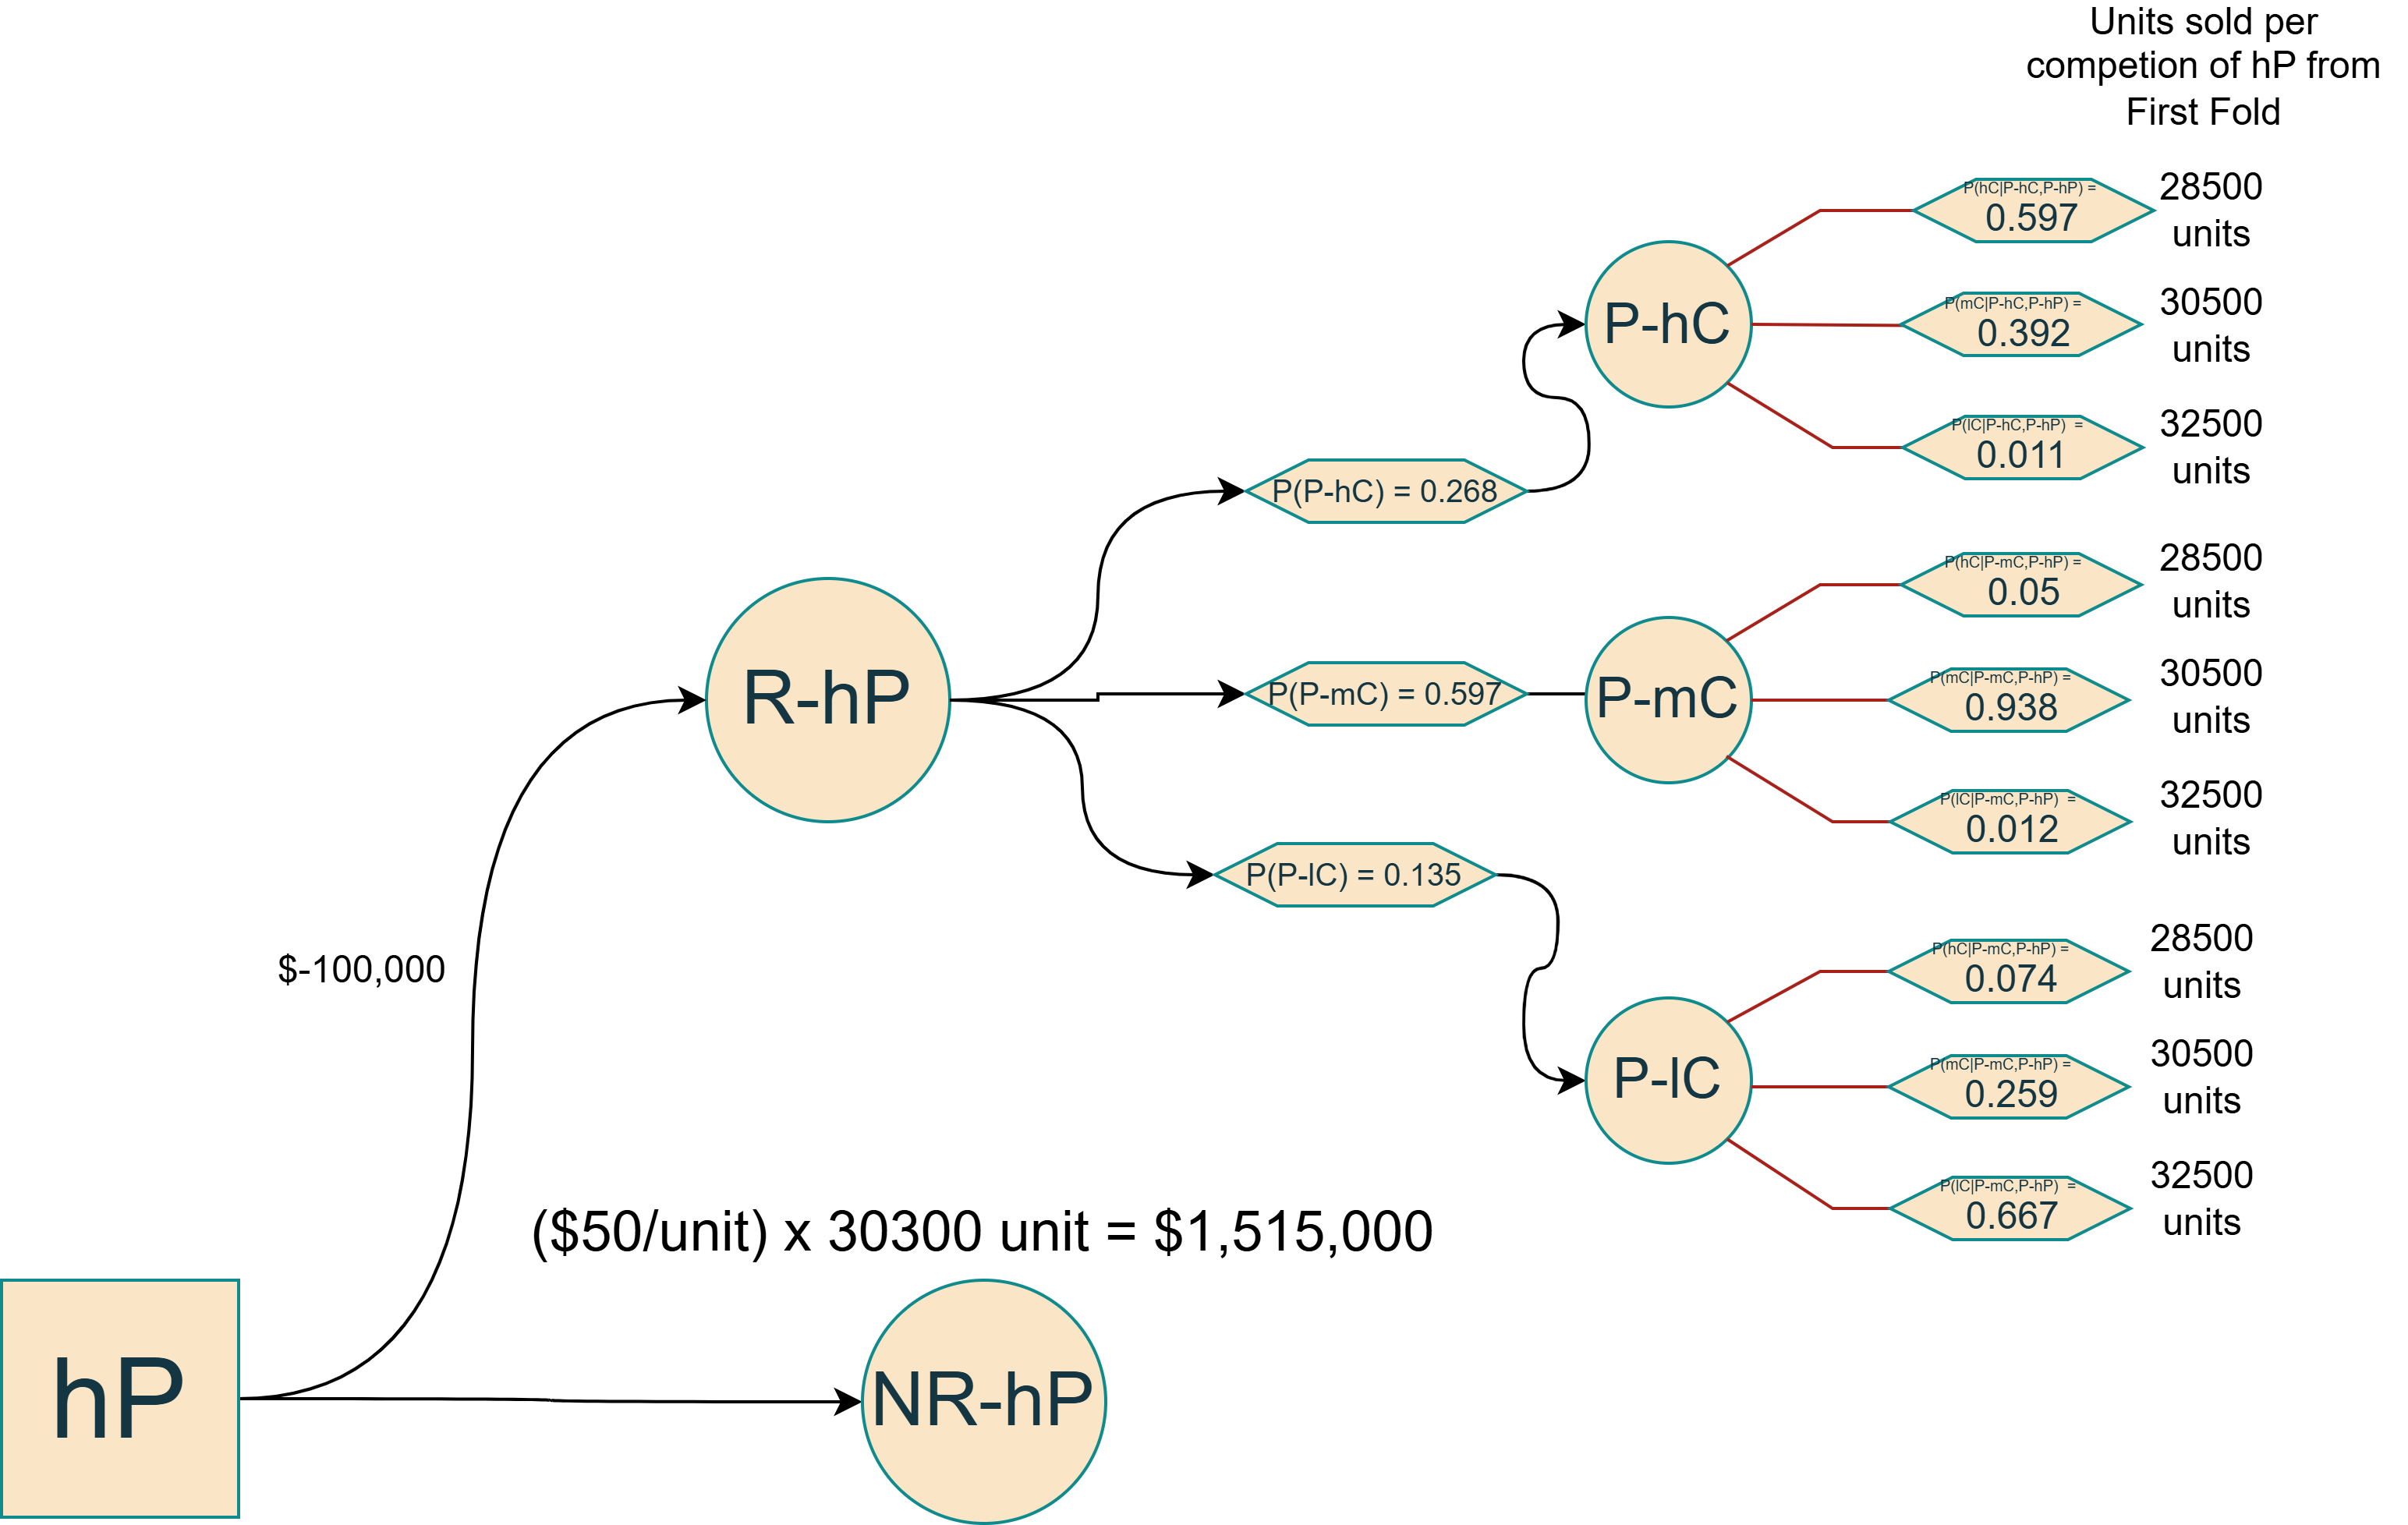 Units sold per
competion of hP from
First Fold
P(hC|P-hC,P-hP) =
0.597
28500
units
P(mC|P-hC,P-hP) =
0.392
30500
units
P-hC
P(lC|P-hC,P-hP)  =
0.011
32500
units
P(P-hC) = 0.268
P(hC|P-mC,P-hP) =
0.05
28500
units
R-hP
P(P-mC) = 0.597
P-mC
P(mC|P-mC,P-hP) =
0.938
30500
units
P(lC|P-mC,P-hP)  =
0.012
32500
units
P(P-lC) = 0.135
$-100,000
P(hC|P-mC,P-hP) =
0.074
28500
units
P-lC
P(mC|P-mC,P-hP) =
0.259
30500
units
P(lC|P-mC,P-hP)  =
0.667
32500
units
($50/unit) x 30300 unit = $1,515,000
hP
NR-hP